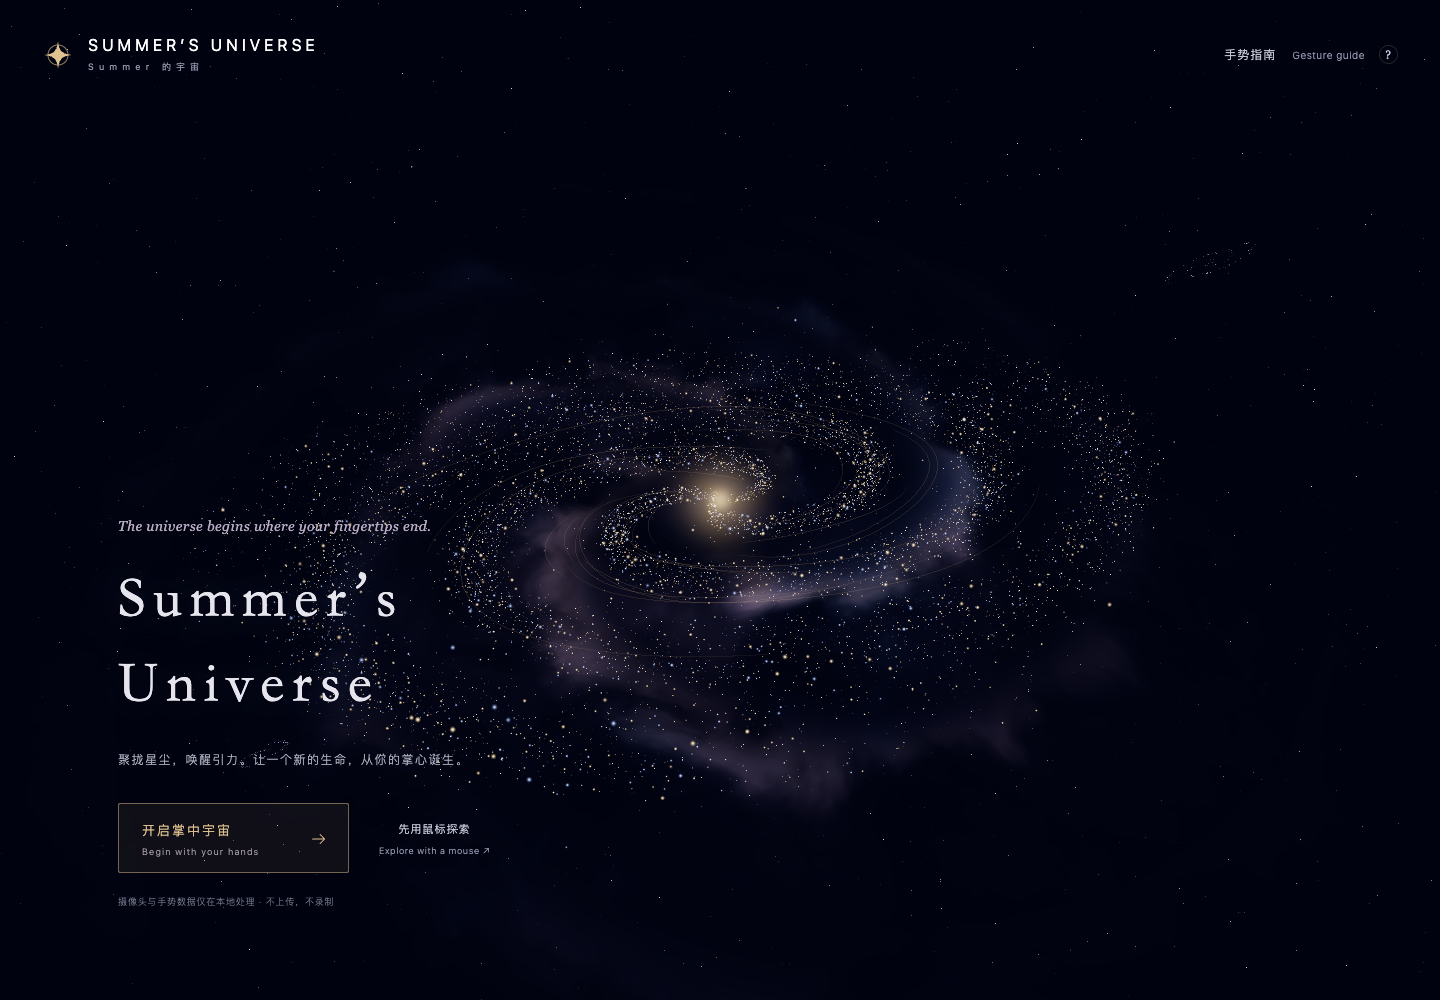 SUMMER’S UNIVERSE
Summer 的宇宙
手势指南 Gesture guide ?
The universe begins where your fingertips end.
Summer’s
Universe
聚拢星尘，唤醒引力。让一个新的生命，从你的掌心诞生。
开启掌中宇宙 →
Begin with your hands
先用鼠标探索
Explore with a mouse ↗
摄像头与手势数据仅在本地处理 · 不上传，不录制